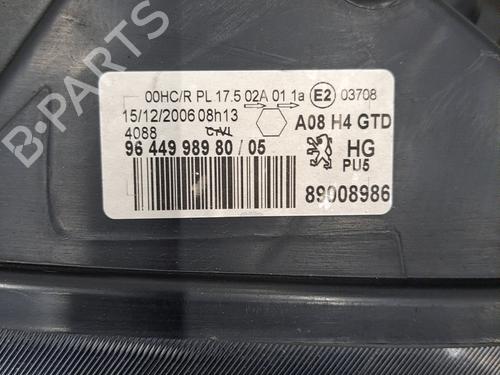 00HC/R PL 17.5 02A 01 1a E2 03708
15/12/2006 08h13
A08 H4 GTD
4088
96 449 989 80 / 05
HG
PU5
89008986
B-PARTS